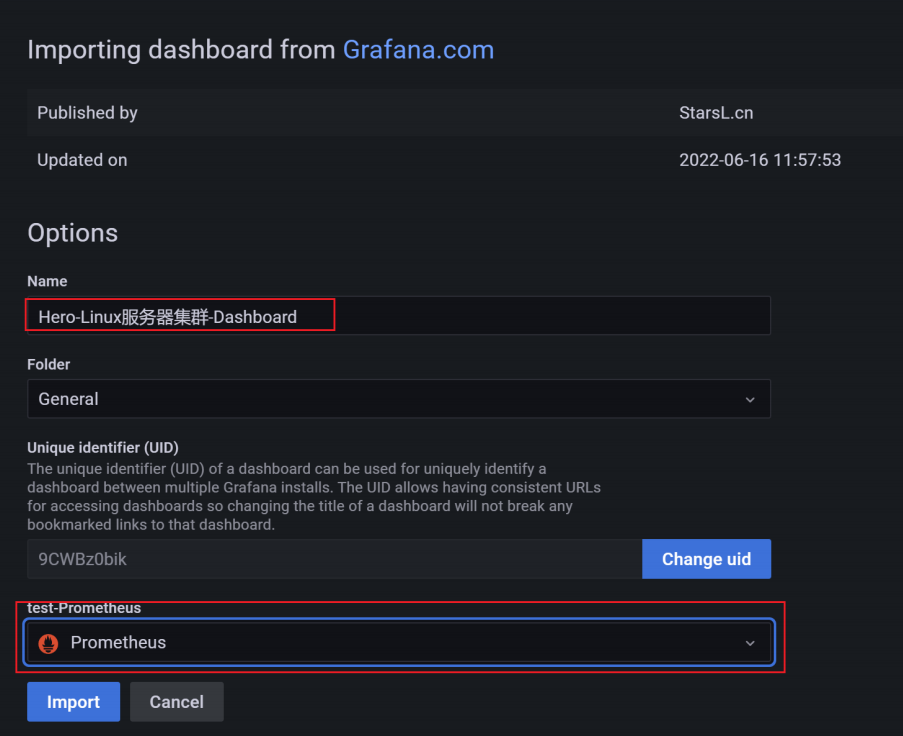 Importing dashboard from Grafana.com
Published by StarsL.cn
Updated on 2022-06-16 11:57:53
Options
Name
Hero-Linux服务器集群-Dashboard
Folder
General
Unique identifier (UID)
The unique identifier (UID) of a dashboard can be used for uniquely identify a
dashboard between multiple Grafana installs. The UID allows having consistent URLs
for accessing dashboards so changing the title of a dashboard will not break any
bookmarked links to that dashboard.
9CWBz0bik Change uid
test-Prometheus
Prometheus
Import Cancel